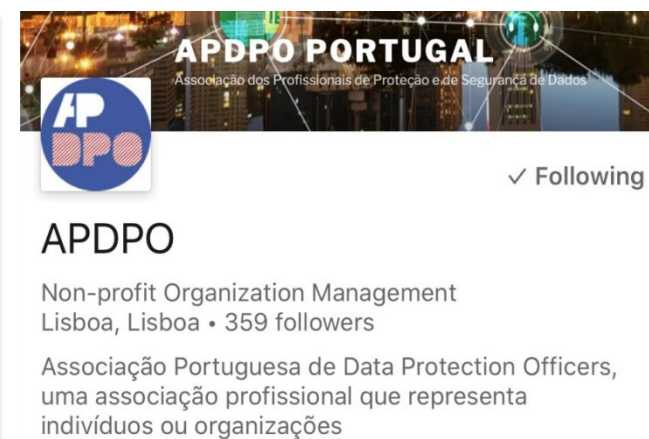 APDPO PORTUGAL
Associação dos Profissionais de Proteção e de Segurança de Dados
AP
DPO
✓ Following
APDPO
Non-profit Organization Management
Lisboa, Lisboa • 359 followers
Associação Portuguesa de Data Protection Officers,
uma associação profissional que representa
indivíduos ou organizações